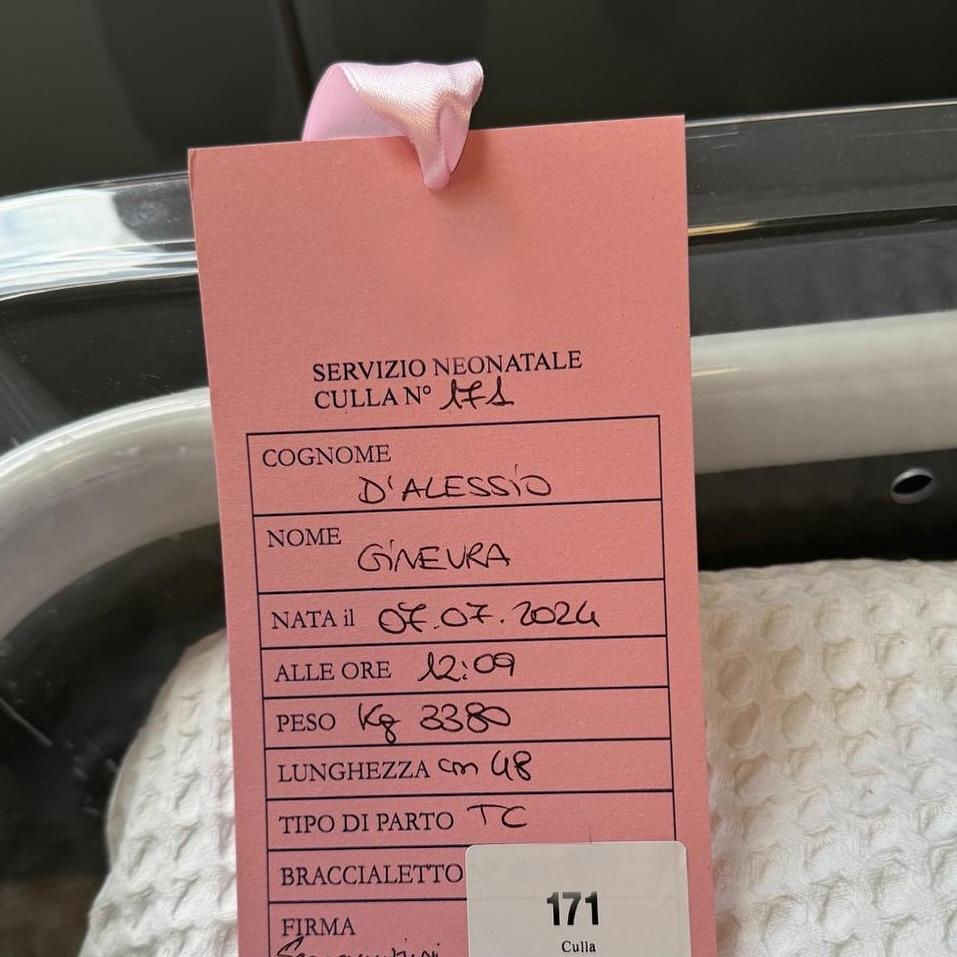 SERVIZIO NEONATALE
CULLA N° 171
COGNOME
D'ALESSiO
NOME
GiNEVRA
NATA il 07.07.2024
ALLE ORE 12:09
PESO Kg 3380
LUNGHEZZA cm 48
TIPO DI PARTO TC
BRACCIALETTO
171
Culla
FIRMA